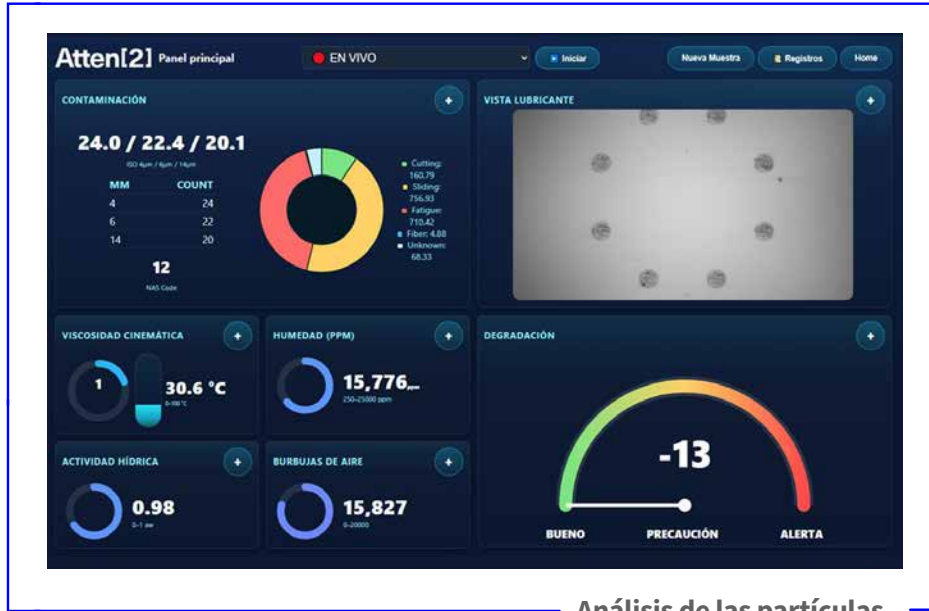 Atten[2] Panel principal
EN VIVO
Iniciar
Nueva Muestra
Registros
Home
CONTAMINACIÓN
24.0 / 22.4 / 20.1
ISO 4μm / 6μm / 14μm
MM COUNT
4 24
6 22
14 20
12
NAS Code
Cutting:
160.79
Sliding:
756.93
Fatigue:
710.42
Fiber: 4.88
Unknown:
68.33
VISTA LUBRICANTE
VISCOSIDAD CINEMÁTICA
1
30.6 °C
0-100 °C
HUMEDAD (PPM)
15,776
250-25000 ppm
ACTIVIDAD HÍDRICA
0.98
0-1 aw
BURBUJAS DE AIRE
15,827
0-20000
DEGRADACIÓN
-13
BUENO PRECAUCIÓN ALERTA